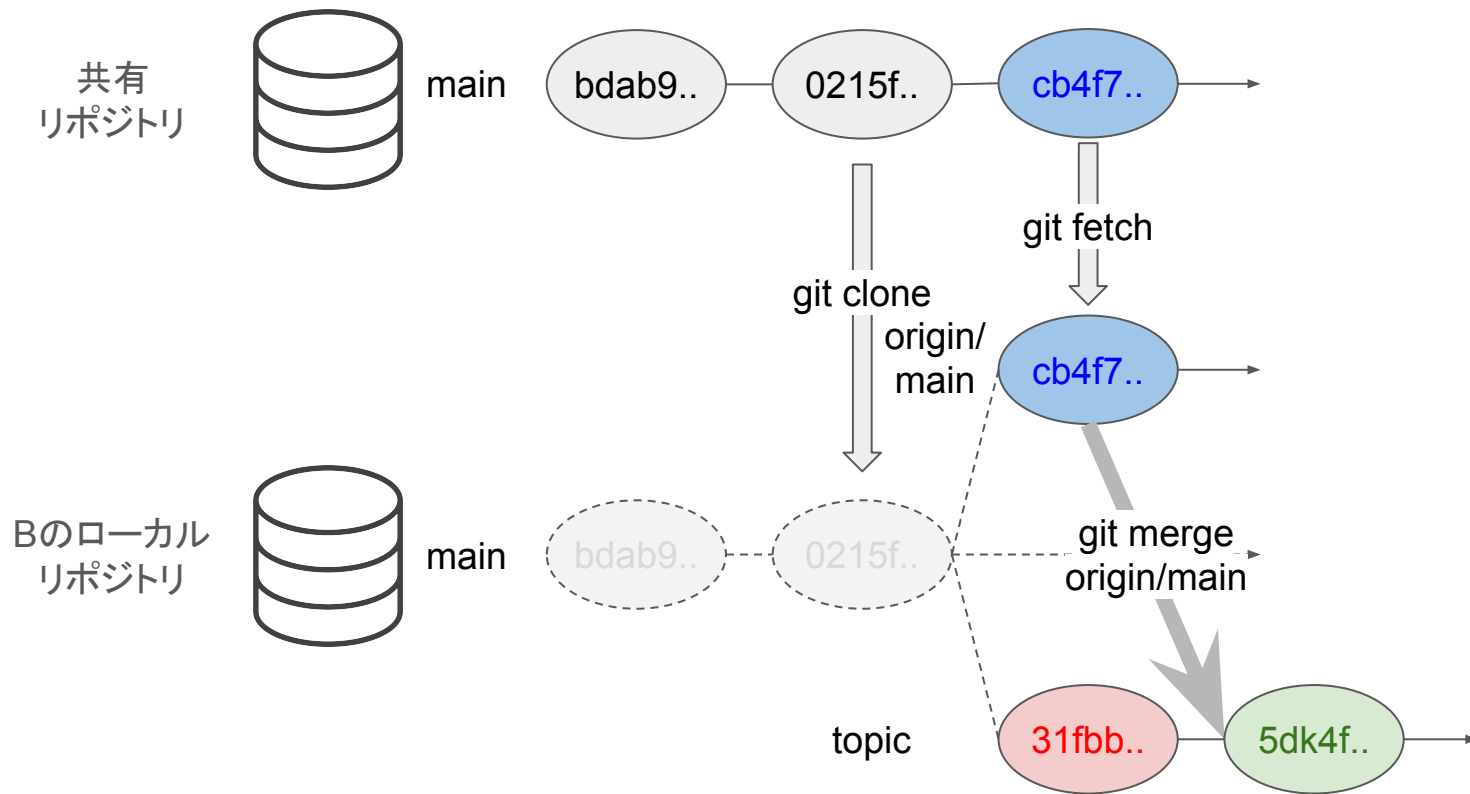 共有
リポジトリ
main
bdab9..
0215f..
cb4f7..
git fetch
git clone
origin/
main
cb4f7..
Bのローカル
リポジトリ
main
bdab9..
0215f..
git merge
origin/main
topic
31fbb..
5dk4f..